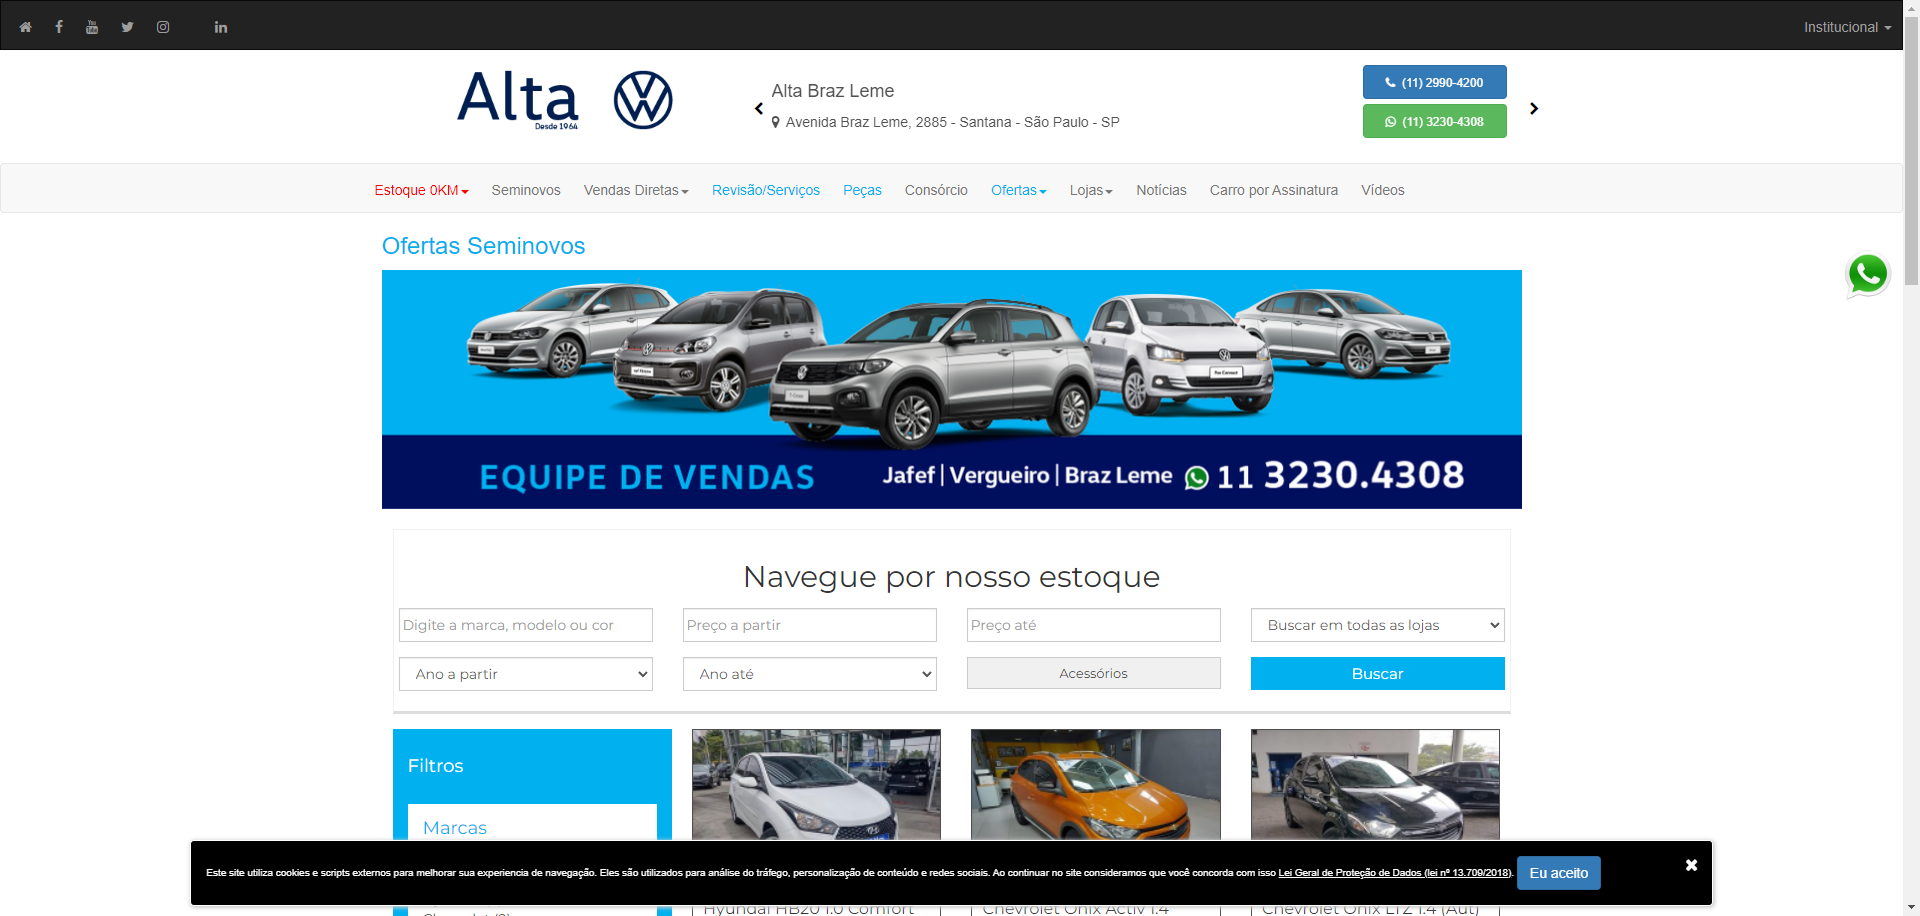 Institucional
Alta
Desde 1964
Alta Braz Leme
Avenida Braz Leme, 2885 - Santana - São Paulo - SP
(11) 2990-4200
(11) 3230-4308
Estoque 0KM Seminovos Vendas Diretas Revisão/Serviços Peças Consórcio Ofertas Lojas Notícias Carro por Assinatura Vídeos
Ofertas Seminovos
EQUIPE DE VENDAS Jafef | Vergueiro | Braz Leme 11 3230.4308
Navegue por nosso estoque
Digite a marca, modelo ou cor Preço a partir Preço até Buscar em todas as lojas
Ano a partir Ano até Acessórios Buscar
Filtros
Marcas
Este site utiliza cookies e scripts externos para melhorar sua experiencia de navegação. Eles são utilizados para análise do tráfego, personalização de conteúdo e redes sociais. Ao continuar no site consideramos que você concorda com isso Lei Geral de Proteção de Dados (lei nº 13.709/2018). Eu aceito
Hyundai HB20 1.0 Comfort Chevrolet Onix Activ 1.4 Chevrolet Onix LTZ 1.4 (Aut)